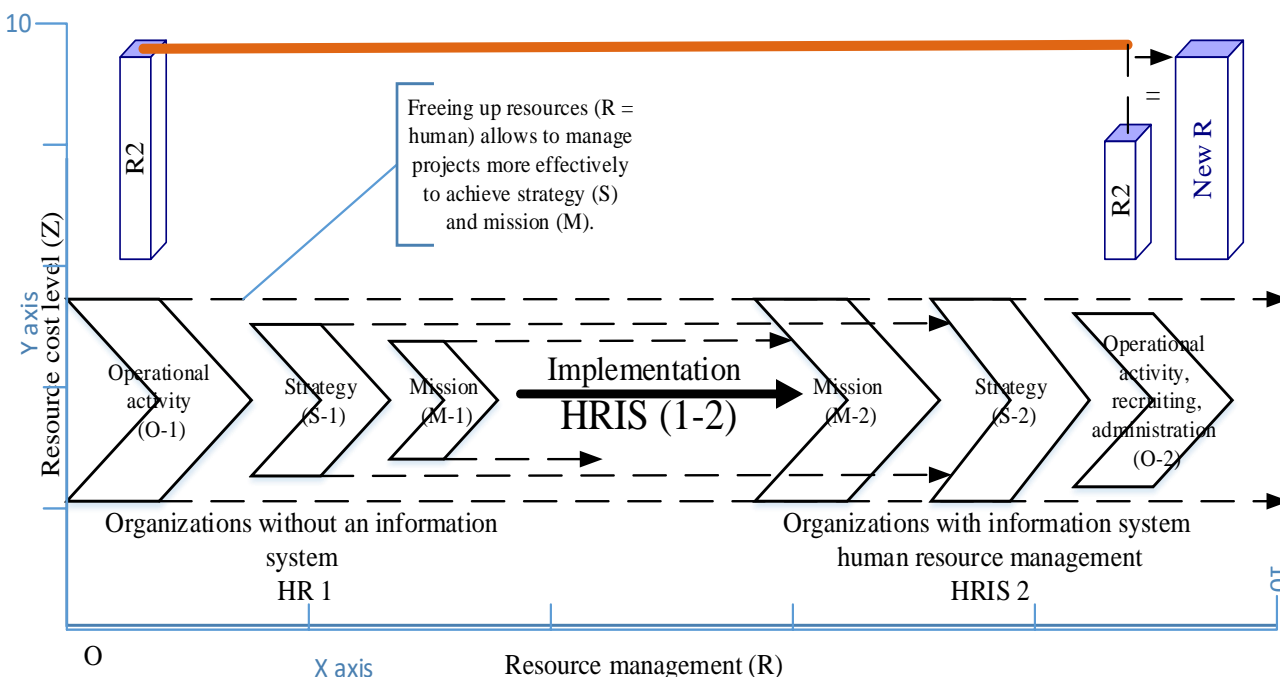 10
R2
Freeing up resources (R =
human) allows to manage
projects more effectively
to achieve strategy (S)
and mission (M).
=
R2
New R
Resource cost level (Z)
Y axis
Operational
activity
(O-1)
Strategy
(S-1)
Mission
(M-1)
Implementation
HRIS (1-2)
Mission
(M-2)
Strategy
(S-2)
Operational
activity,
recruiting,
administration
(O-2)
Organizations without an information
system
HR 1
Organizations with information system
human resource management
HRIS 2
10
O
X axis
Resource management (R)